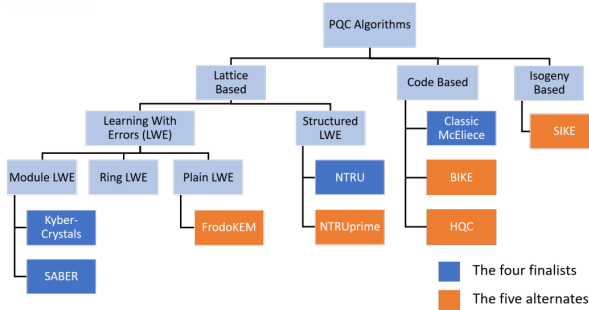 PQC Algorithms
Lattice
Based
Code Based
Isogeny
Based
Learning With
Errors (LWE)
Structured
LWE
Classic
McEliece
SIKE
Module LWE
Ring LWE
Plain LWE
NTRU
BIKE
Kyber-
Crystals
FrodoKEM
NTRUprime
HQC
SABER
The four finalists
The five alternates